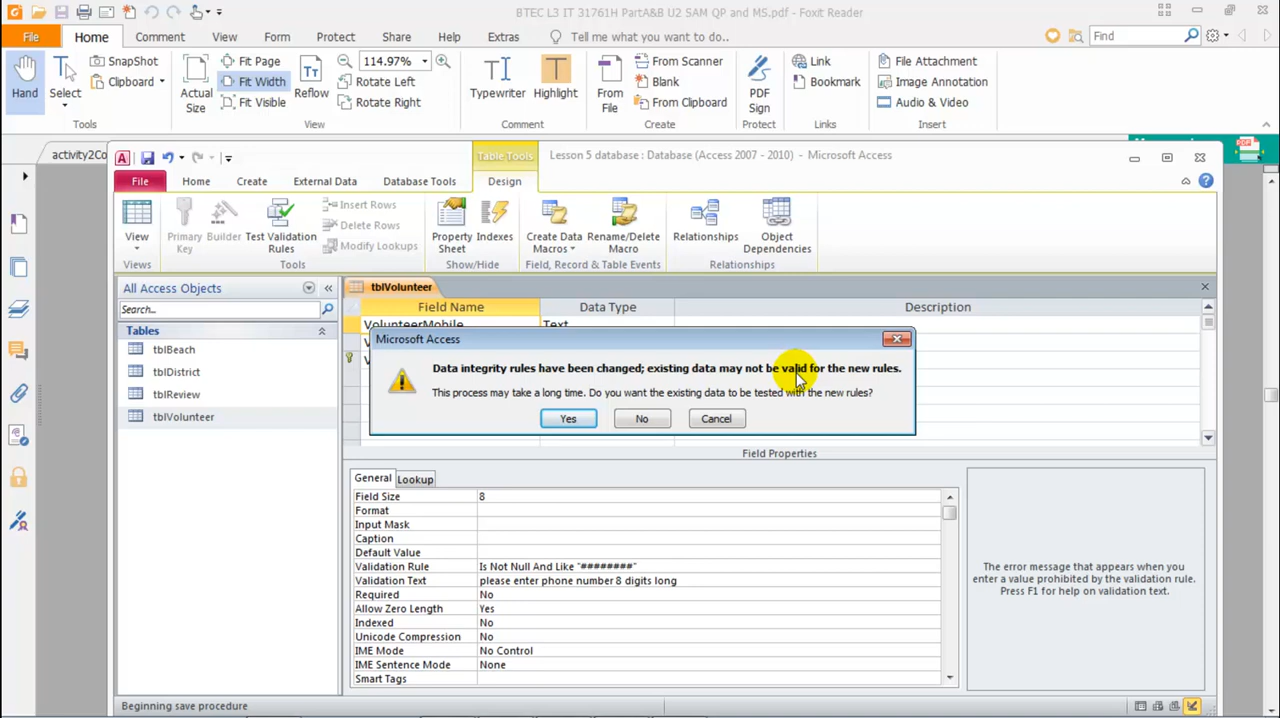 BTEC L3 IT 31761H PartA&B U2 SAM QP and MS.pdf - Foxit Reader
File Home Comment View Form Protect Share Help Extras Tell me what you want to do.. Find
Hand Select SnapShot Clipboard
Tools
Actual Size Fit Page Fit Width Fit Visible Reflow 114.97% Rotate Left Rotate Right
View
Typewriter Highlight
Comment
From File From Scanner Blank From Clipboard
Create
PDF Sign
Protect
Link Bookmark
Links
File Attachment Image Annotation Audio & Video
Insert
activity2Co
Table Tools Lesson 5 database : Database (Access 2007 - 2010) - Microsoft Access
File Home Create External Data Database Tools Design
View
Views
Primary Key Builder Test Validation Rules Insert Rows Delete Rows Modify Lookups
Tools
Property Sheet Indexes
Show/Hide
Create Data Macros Rename/Delete Macro
Field, Record & Table Events
Relationships Object Dependencies
Relationships
All Access Objects
Search...
Tables
tblBeach
tblDistrict
tblReview
tblVolunteer
tblVolunteer
Field Name Data Type Description
VolunteerMobile Text
V
V
Microsoft Access
Data integrity rules have been changed; existing data may not be valid for the new rules.
This process may take a long time. Do you want the existing data to be tested with the new rules?
Yes No Cancel
Field Properties
General Lookup
Field Size 8
Format
Input Mask
Caption
Default Value
Validation Rule Is Not Null And Like "########"
Validation Text please enter phone number 8 digits long
Required No
Allow Zero Length Yes
Indexed No
Unicode Compression No
IME Mode No Control
IME Sentence Mode None
Smart Tags
The error message that appears when you
enter a value prohibited by the validation rule.
Press F1 for help on validation text.
Beginning save procedure